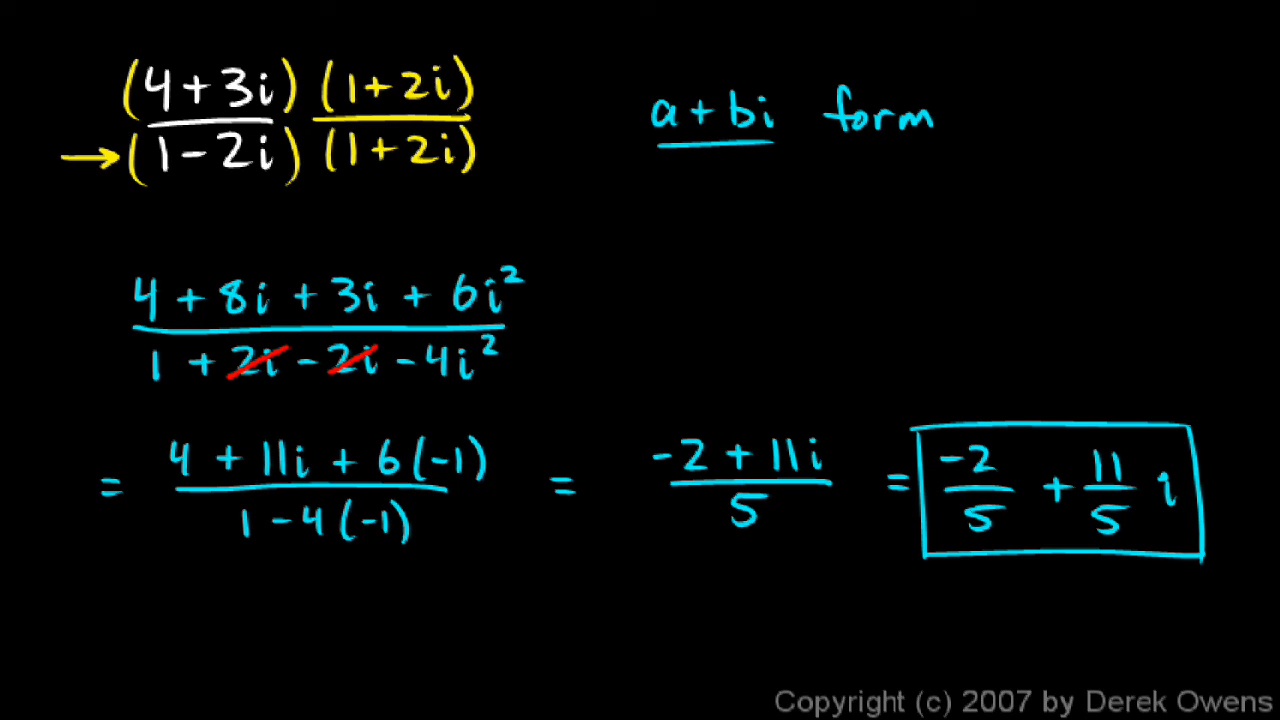 (4 + 3i) (1 + 2i)
→ (1 - 2i) (1 + 2i)
a + bi form
4 + 8i + 3i + 6i²
1 + 2i - 2i - 4i²
= 4 + 11i + 6(-1) / 1 - 4(-1) = -2 + 11i / 5 = -2/5 + 11/5 i
Copyright (c) 2007 by Derek Owens